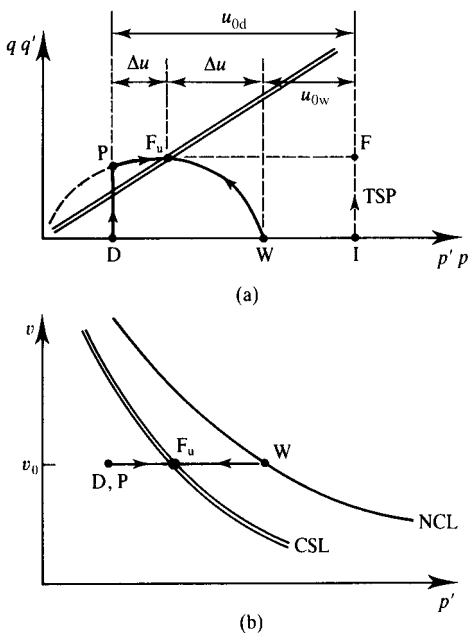 u₀d
q q'
Δu
Δu
u₀w
P
Fᵤ
F
TSP
D
W
I
p' p
(a)
v
Fᵤ
W
v₀
D, P
NCL
CSL
p'
(b)